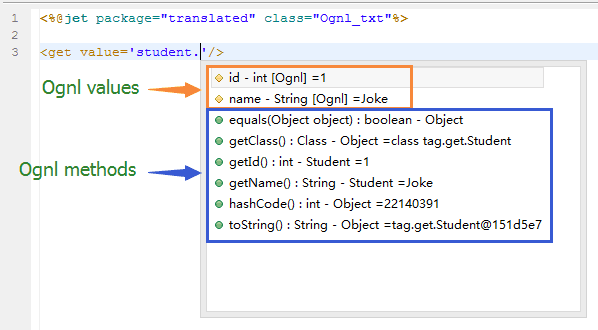 1 <%@jet package="translated" class="Ognl_txt"%>
2
3 <get value='student.'/>
Ognl values
id - int [Ognl] =1
name - String [Ognl] =Joke
Ognl methods
equals(Object object) : boolean - Object
getClass() : Class - Object =class tag.get.Student
getId() : int - Student =1
getName() : String - Student =Joke
hashCode() : int - Object =22140391
toString() : String - Object =tag.get.Student@151d5e7